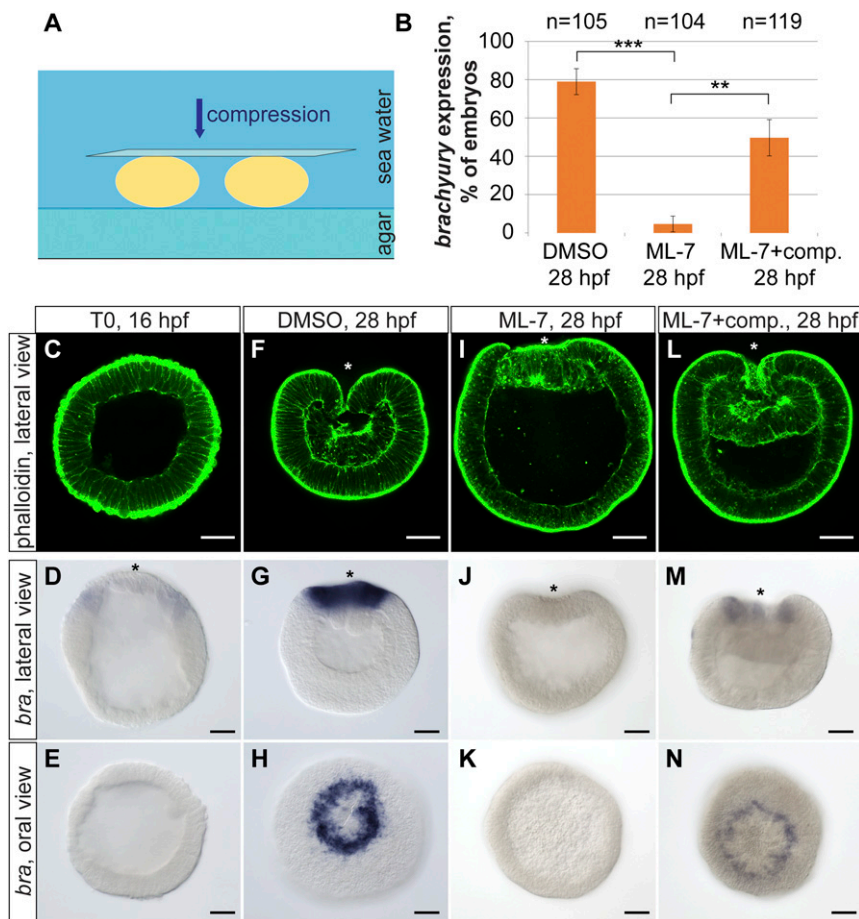 A
compression
sea water
agar
B
n=105 n=104 n=119
brachyury expression,
% of embryos
100
80
60
40
20
0
***
**
DMSO
28 hpf
ML-7
28 hpf
ML-7+comp.
28 hpf
T0, 16 hpf
DMSO, 28 hpf
ML-7, 28 hpf
ML-7+comp., 28 hpf
phalloidin, lateral view
C
F
*
I
*
L
*
bra, lateral view
D
*
G
*
J
*
M
*
bra, oral view
E
H
K
N